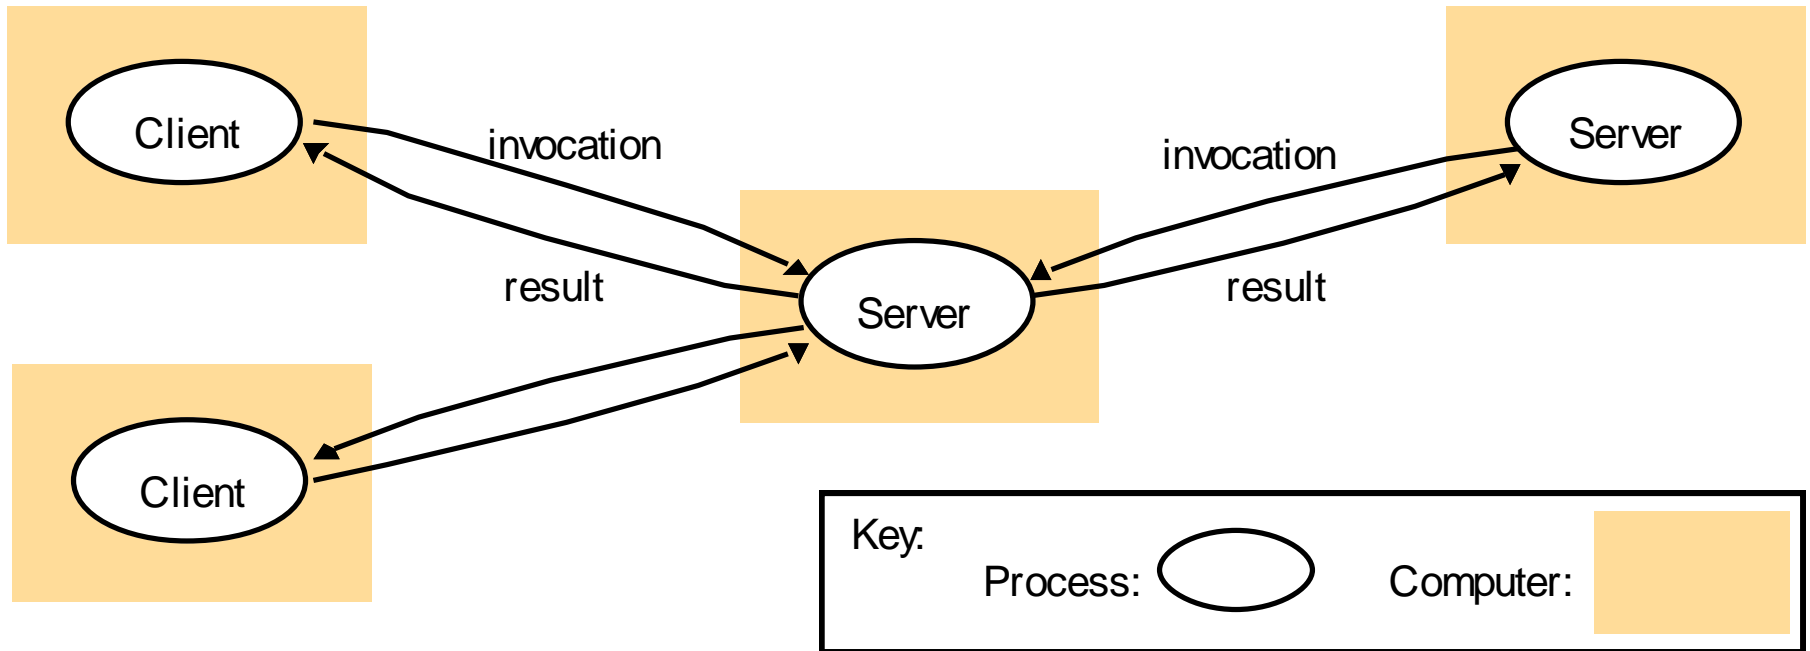 Client
invocation
invocation
Server
result
Server
result
Client
Key:
Process:
Computer: